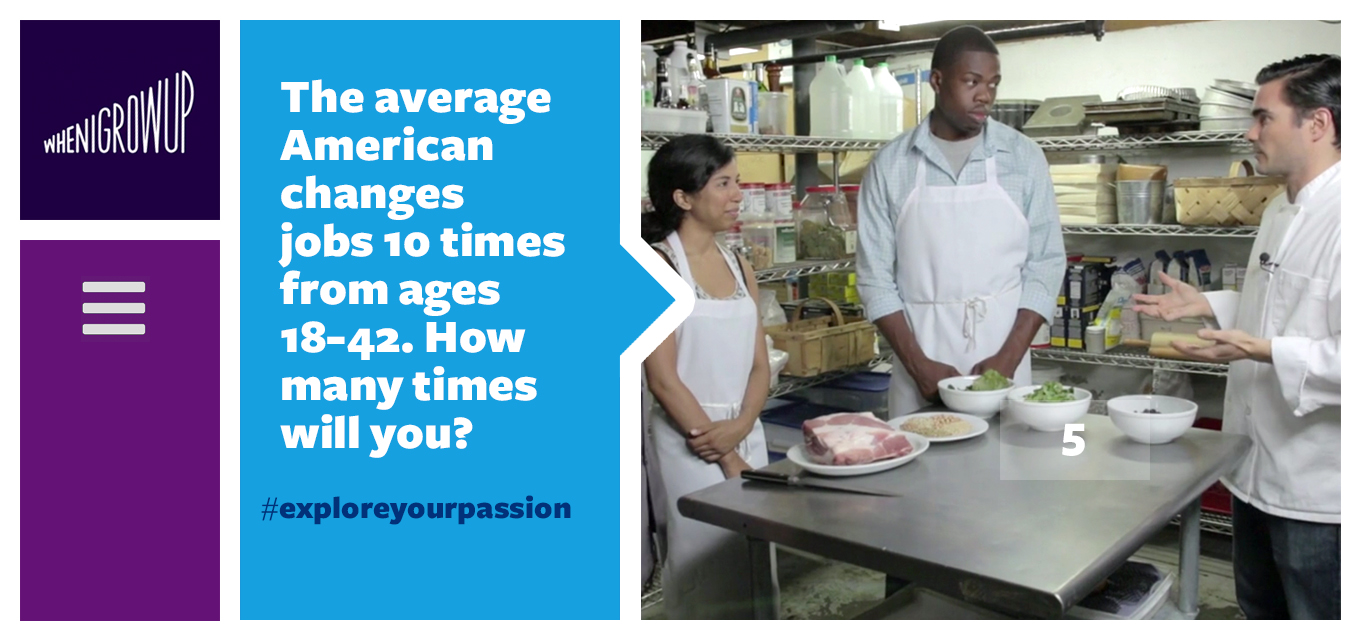 WHENIGROWUP
The average
American
changes
jobs 10 times
from ages
18-42. How
many times
will you?
#exploreyourpassion
5